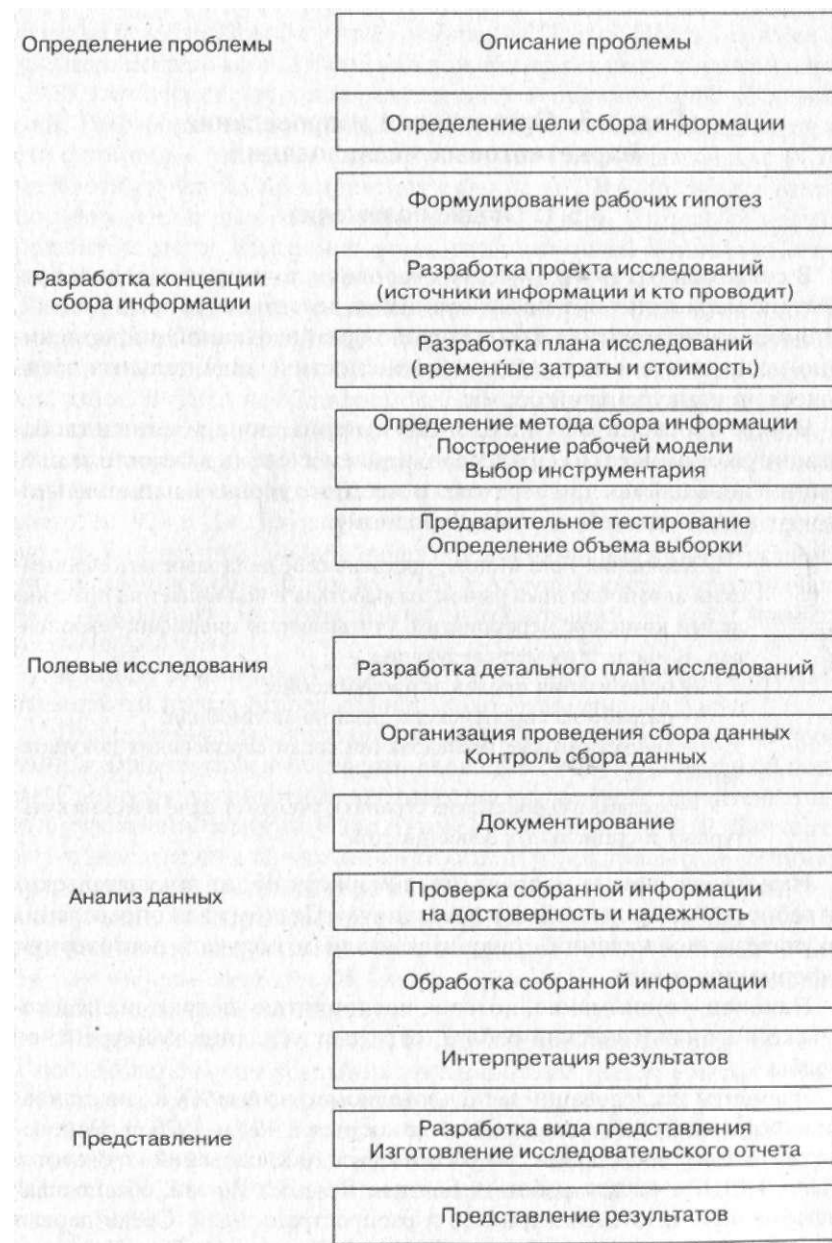 Определение проблемы
Описание проблемы
Определение цели сбора информации
Формулирование рабочих гипотез
Разработка концепции
сбора информации
Разработка проекта исследований
(источники информации и кто проводит)
Разработка плана исследований
(временные затраты и стоимость)
Определение метода сбора информации
Построение рабочей модели
Выбор инструментария
Предварительное тестирование
Определение объема выборки
Полевые исследования
Разработка детального плана исследований
Организация проведения сбора данных
Контроль сбора данных
Документирование
Анализ данных
Проверка собранной информации
на достоверность и надежность
Обработка собранной информации
Интерпретация результатов
Представление
Разработка вида представления
Изготовление исследовательского отчета
Представление результатов